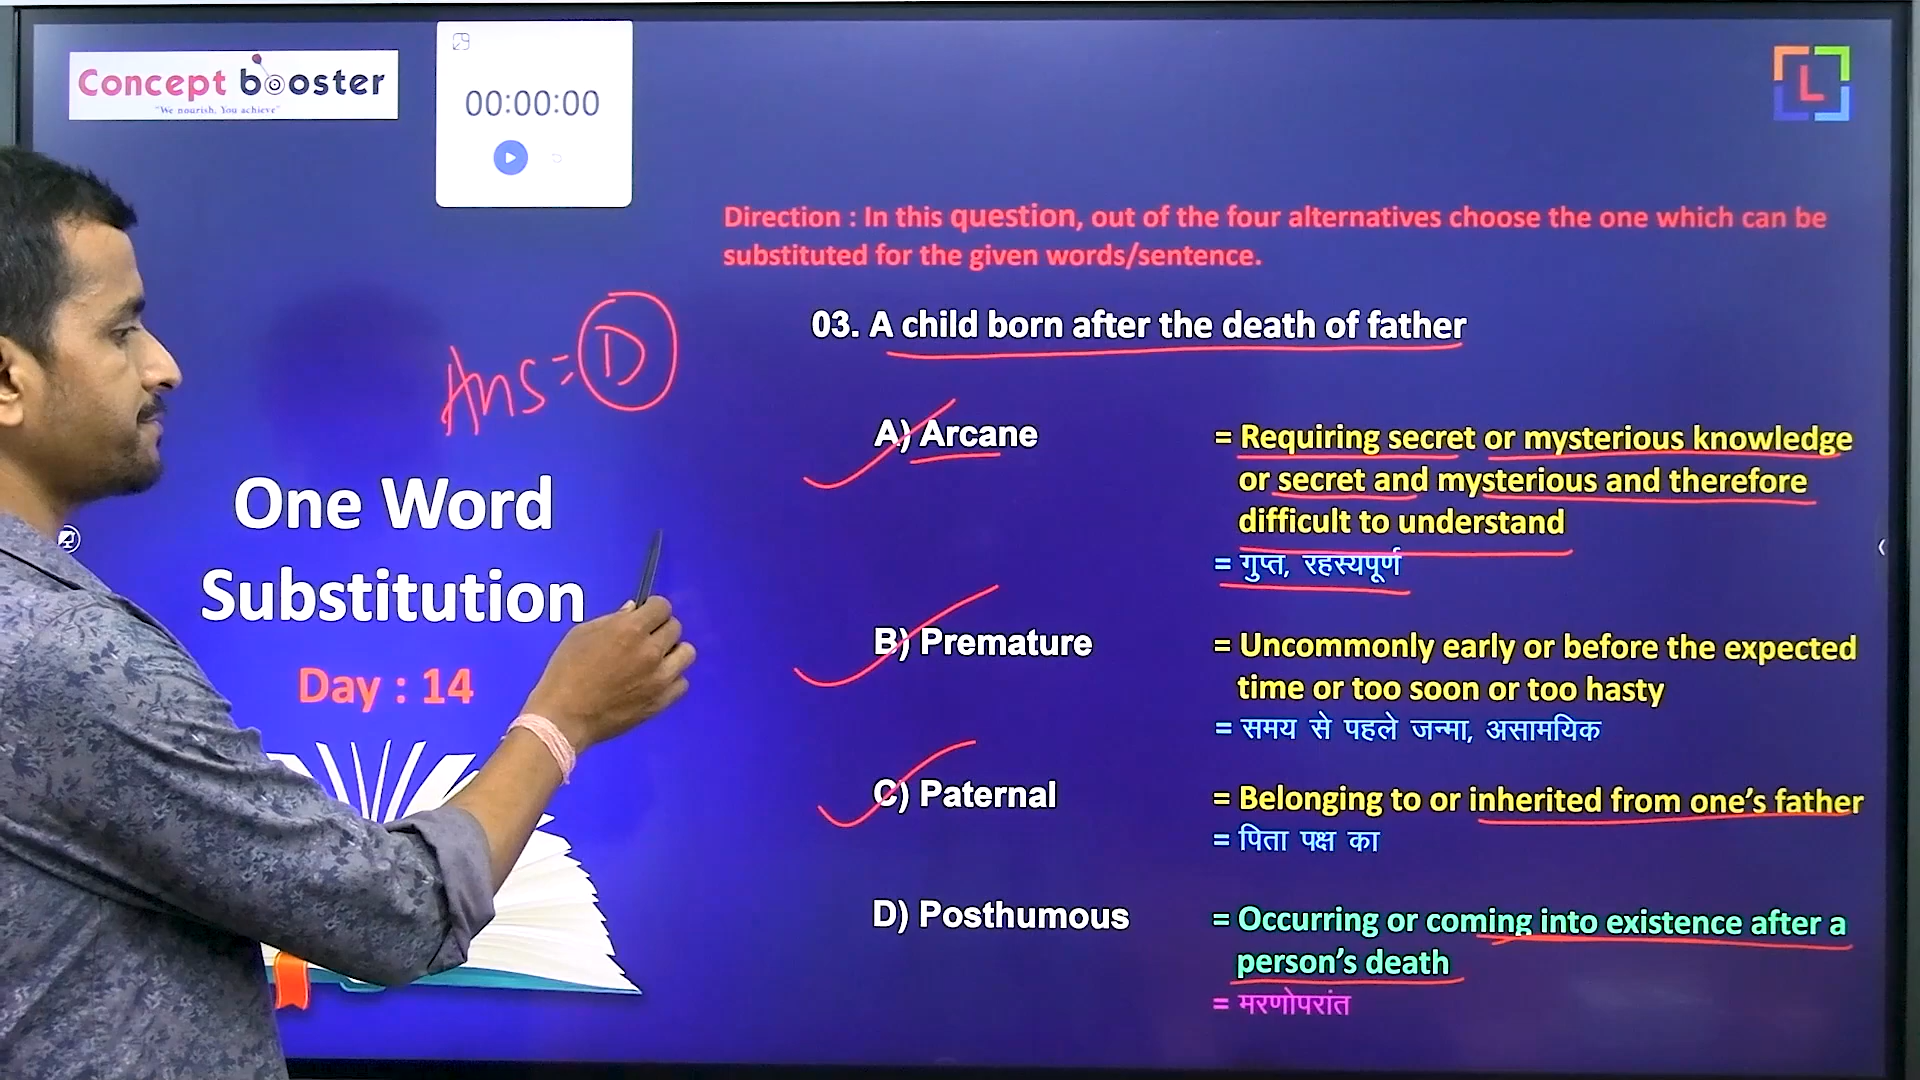 Concept booster
"We nourish, You achieve"
00:00:00
L
Direction : In this question, out of the four alternatives choose the one which can be
substituted for the given words/sentence.
03. A child born after the death of father
Ans = D
One Word
Substitution
Day : 14
A) Arcane
= Requiring secret or mysterious knowledge
or secret and mysterious and therefore
difficult to understand
= गुप्त, रहस्यपूर्ण
B) Premature
= Uncommonly early or before the expected
time or too soon or too hasty
= समय से पहले जन्मा, असामयिक
C) Paternal
= Belonging to or inherited from one's father
= पिता पक्ष का
D) Posthumous
= Occurring or coming into existence after a
person's death
= मरणोपरांत